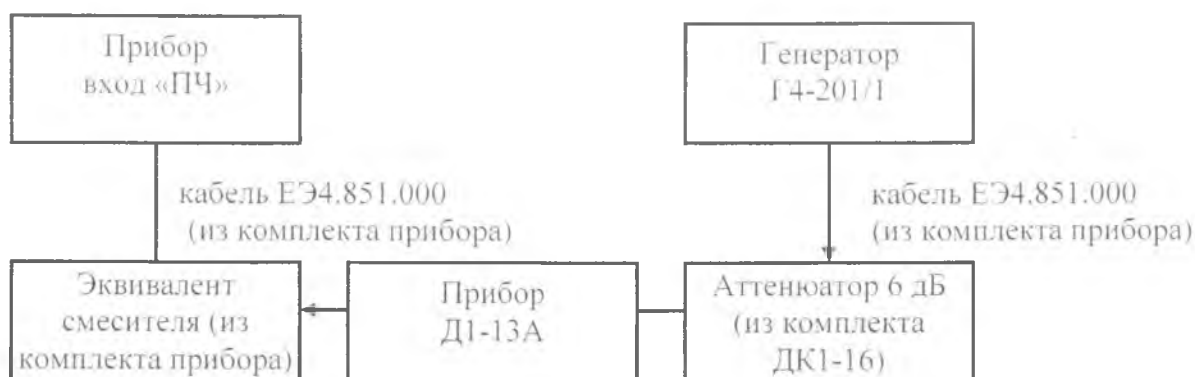 Прибор
вход «ПЧ»
Генератор
Г4-201/1
кабель ЕЭ4.851.000
(из комплекта прибора)
кабель ЕЭ4.851.000
(из комплекта прибора)
Эквивалент
смесителя (из
комплекта прибора)
Прибор
Д1-13А
Аттенюатор 6 дБ
(из комплекта
ДК1-16)